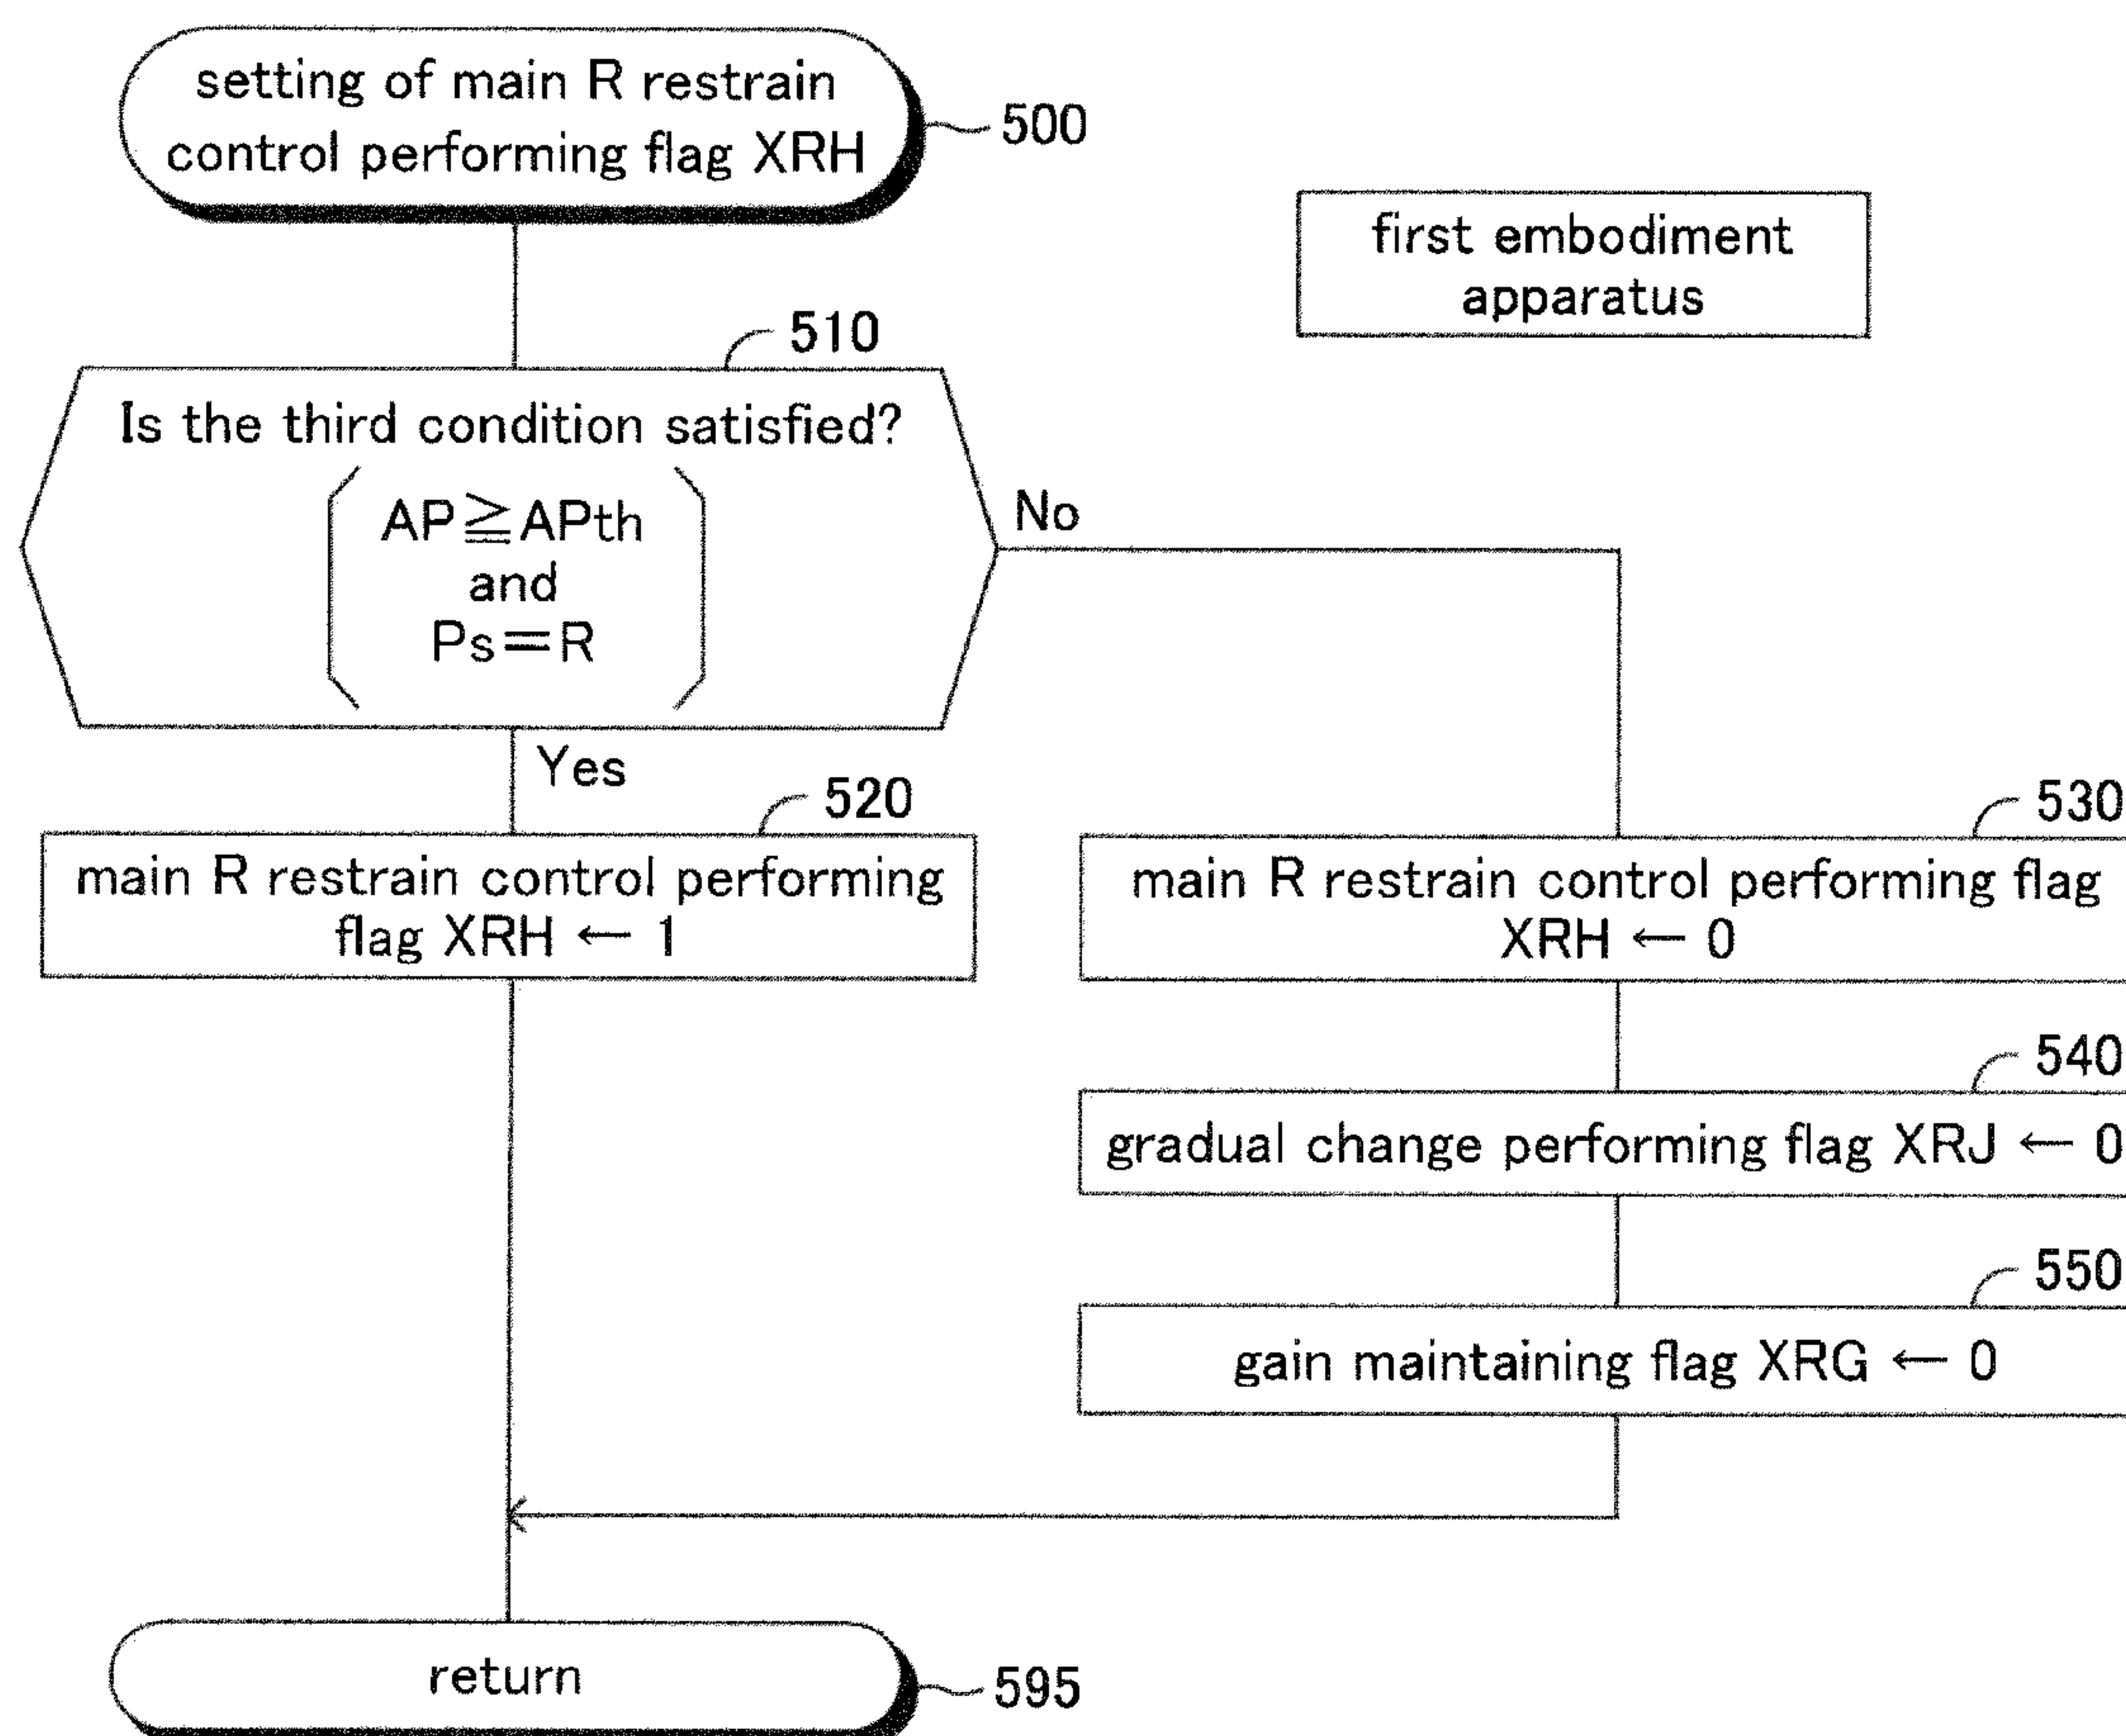 setting of main R restrain
control performing flag XRH
500
first embodiment
apparatus
510
Is the third condition satisfied?
AP≧APth
and
Ps=R
No
Yes
520
main R restrain control performing
flag XRH ← 1
530
main R restrain control performing flag
XRH ← 0
540
gradual change performing flag XRJ ← 0
550
gain maintaining flag XRG ← 0
return
595